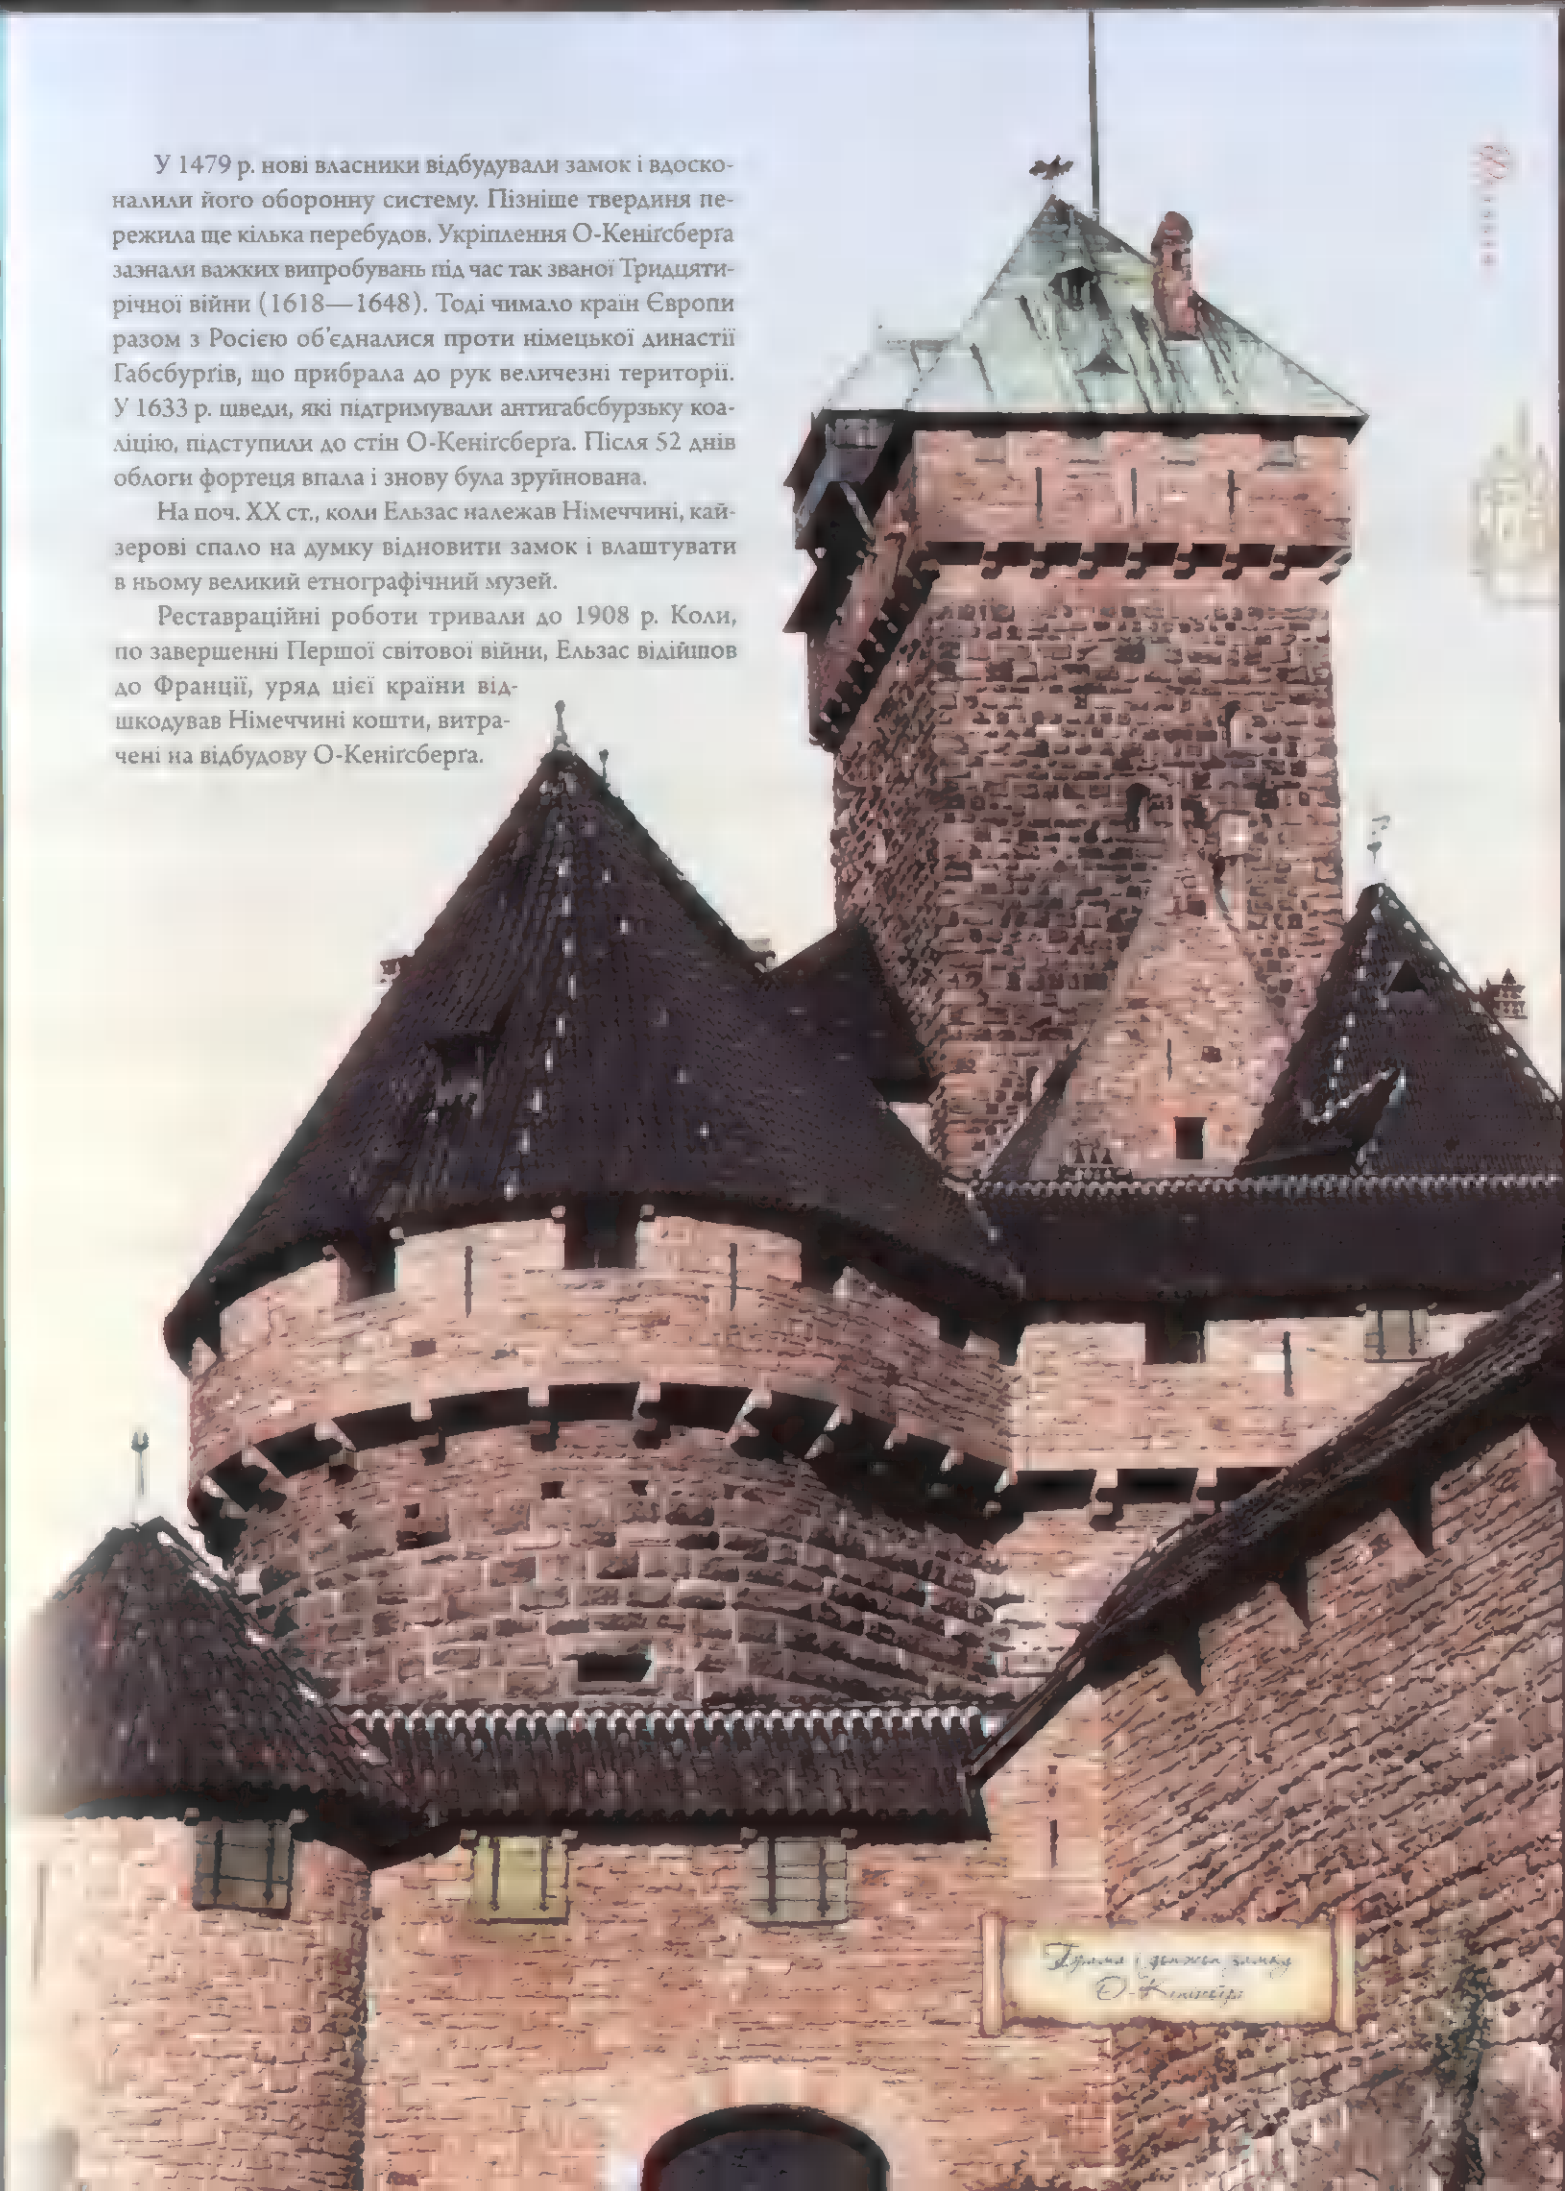 У 1479 р. нові власники відбудували замок і вдоско-
налили його оборонну систему. Пізніше твердиня пе-
режила ще кілька перебудов. Укріплення О-Кеніґсберґа
зазнали важких випробувань під час так званої Тридцяти-
річної війни (1618—1648). Тоді чимало країн Європи
разом з Росією об’єдналися проти німецької династії
Габсбурґів, що прибрала до рук величезні території.
У 1633 р. шведи, які підтримували антигабсбурзьку коа-
ліцію, підступили до стін О-Кеніґсберґа. Після 52 днів
облоги фортеця впала і знову була зруйнована.
На поч. XX ст., коли Ельзас належав Німеччині, кай-
зерові спало на думку відновити замок і влаштувати
в ньому великий етнографічний музей.
Реставраційні роботи тривали до 1908 р. Коли,
по завершенні Першої світової війни, Ельзас відійшов
до Франції, уряд цієї країни від-
шкодував Німеччині кошти, витра-
чені на відбудову О-Кеніґсберґа.
замку